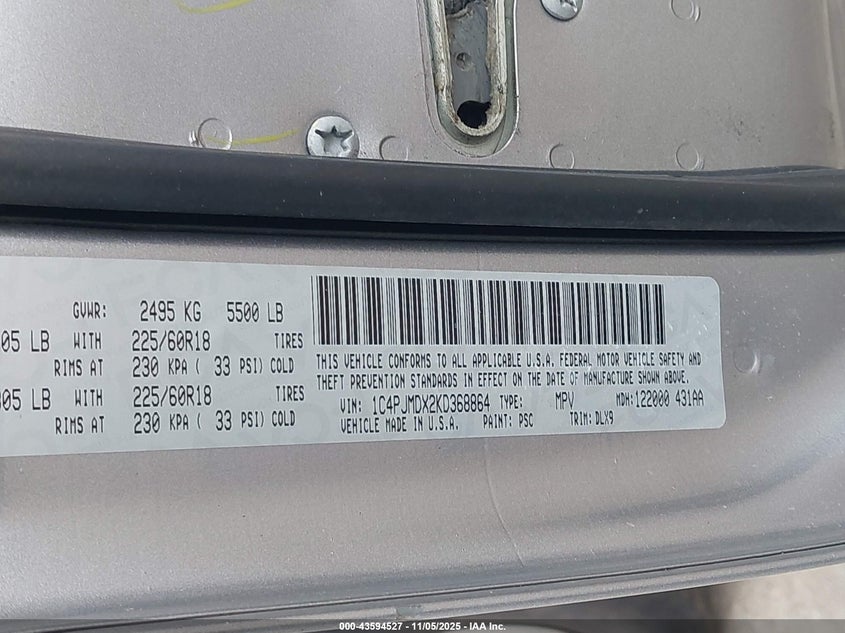 GVWR: 2495 KG 5500 LB
05 LB WITH 225/60R18 TIRES
RIMS AT 230 KPA ( 33 PSI) COLD
305 LB WITH 225/60R18 TIRES
RIMS AT 230 KPA ( 33 PSI) COLD
THIS VEHICLE CONFORMS TO ALL APPLICABLE U.S.A. FEDERAL MOTOR VEHICLE SAFETY AND
THEFT PREVENTION STANDARDS IN EFFECT ON THE DATE OF MANUFACTURE SHOWN ABOVE.
VIN: 1C4PJMDX2KD368864 TYPE: MPV MDH:122000 431AA
VEHICLE MADE IN U.S.A. PAINT: PSC TRIM: DLX9
000-43594527 - 11/05/2025 - IAA Inc.